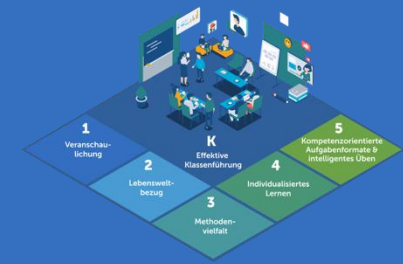 1
Veranschau-
lichung
2
Lebenswelt-
bezug
3
Methoden-
vielfalt
K
Effektive
Klassenführung
4
Individualisiertes
Lernen
5
Kompetenzorientierte
Aufgabenformate &
intelligentes Üben